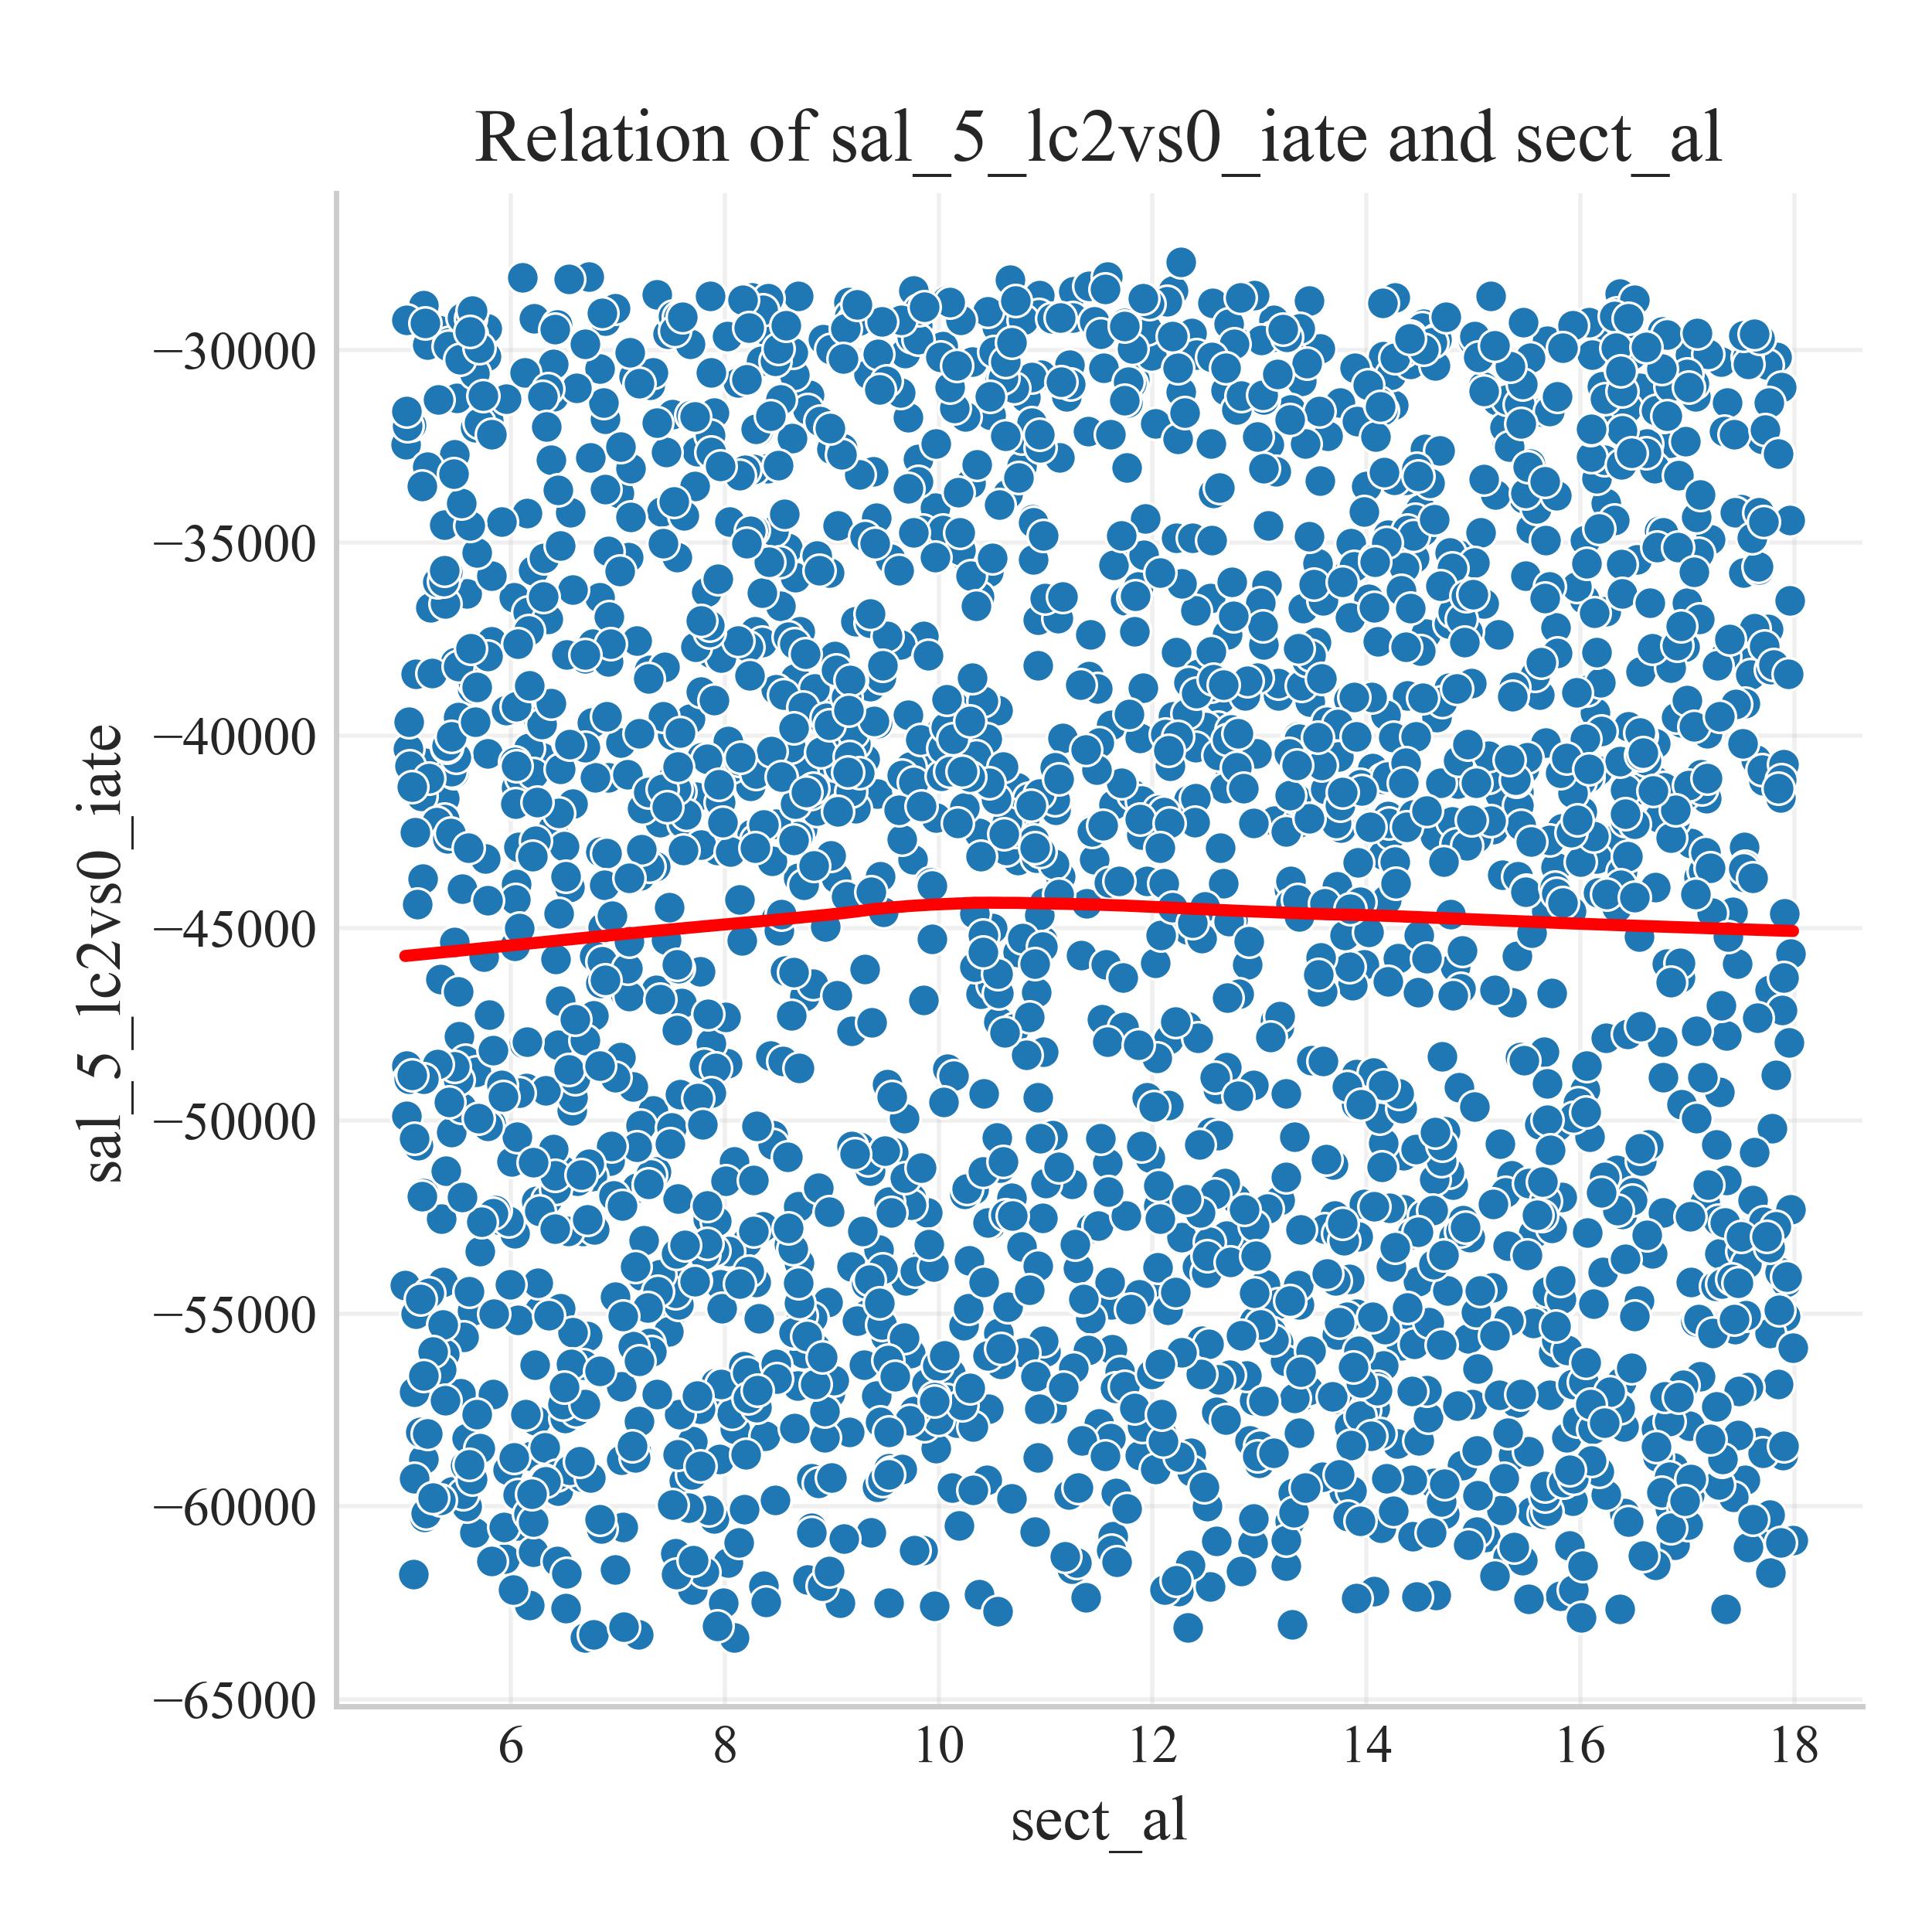 Relation of sal_5_lc2vs0_iate and sect_al
−30000
−35000
−40000
−45000
−50000
−55000
−60000
−65000
sal_5_lc2vs0_iate
6 8 10 12 14 16 18
sect_al